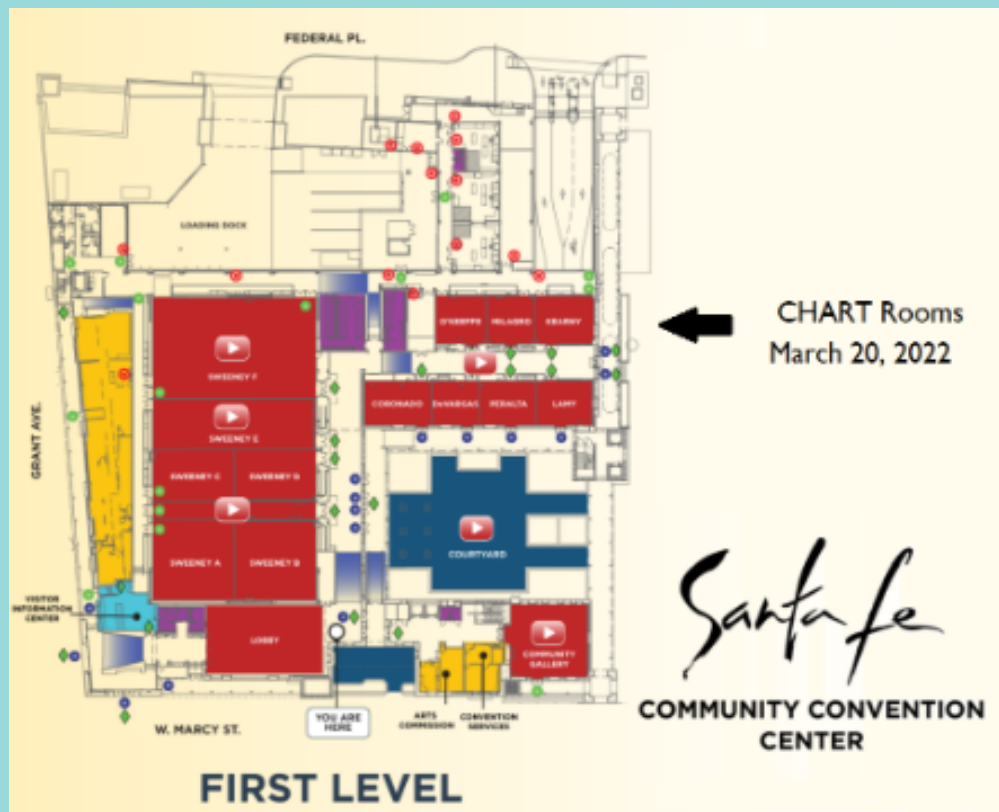 FEDERAL PL.
LOADING DOCK
O'KEEFFE MILAGRO KEARNY
CHART Rooms
March 20, 2022
SWEENEY F
CORONADO DeVARGAS PERALTA LAMY
GRANT AVE.
SWEENEY E
SWEENEY C SWEENEY D
COURTYARD
SWEENEY A SWEENEY B
VISITOR
INFORMATION
CENTER
LOBBY
COMMUNITY
GALLERY
Santa fe
COMMUNITY CONVENTION
CENTER
W. MARCY ST.
YOU ARE
HERE
ARTS
COMMISSION
CONVENTION
SERVICES
FIRST LEVEL